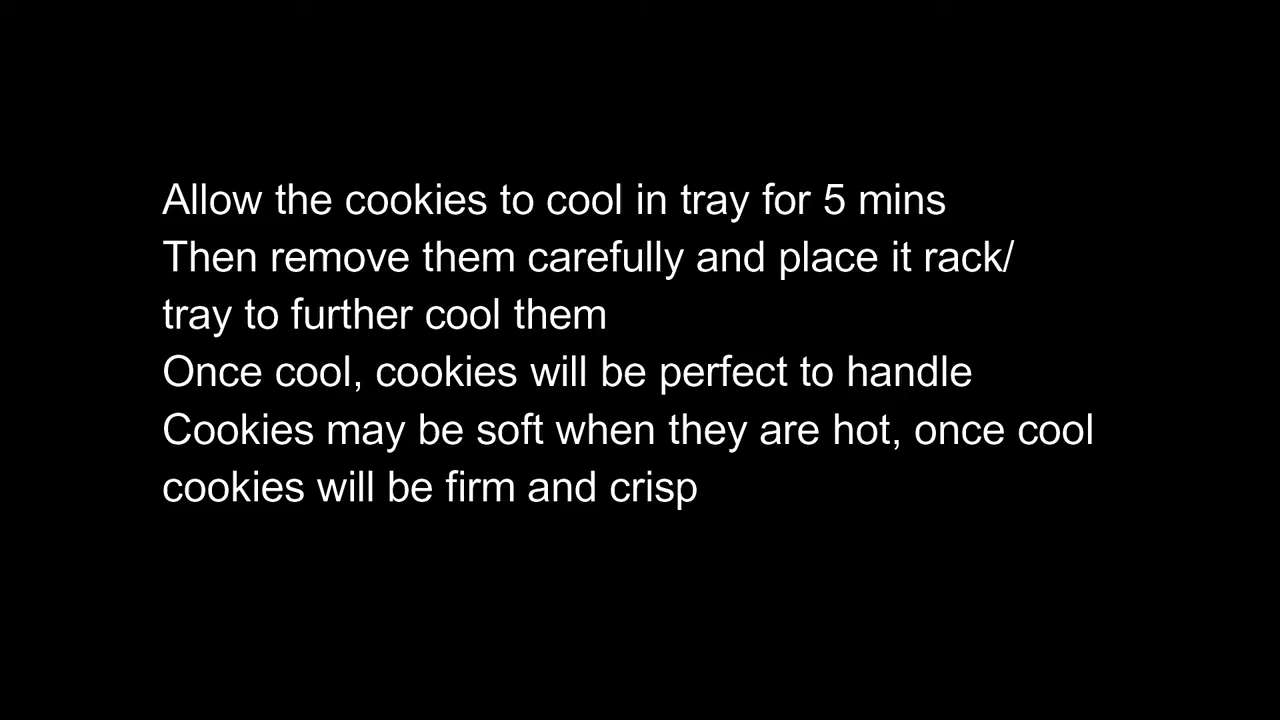 Allow the cookies to cool in tray for 5 mins
Then remove them carefully and place it rack/
tray to further cool them
Once cool, cookies will be perfect to handle
Cookies may be soft when they are hot, once cool
cookies will be firm and crisp